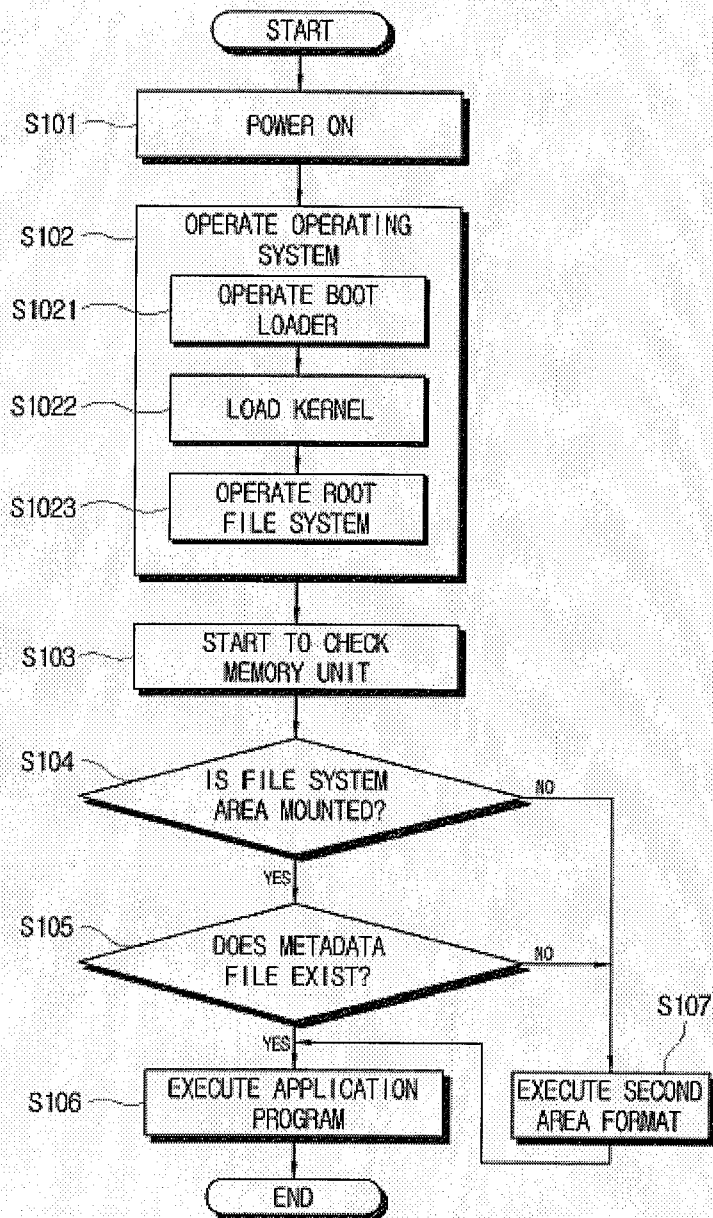 START
S101
POWER ON
S102
OPERATE OPERATING
SYSTEM
S1021
OPERATE BOOT
LOADER
S1022
LOAD KERNEL
S1023
OPERATE ROOT
FILE SYSTEM
S103
START TO CHECK
MEMORY UNIT
S104
IS FILE SYSTEM
AREA MOUNTED?
NO
YES
S105
DOES METADATA
FILE EXIST?
NO
YES
S107
S106
EXECUTE APPLICATION
PROGRAM
EXECUTE SECOND
AREA FORMAT
END